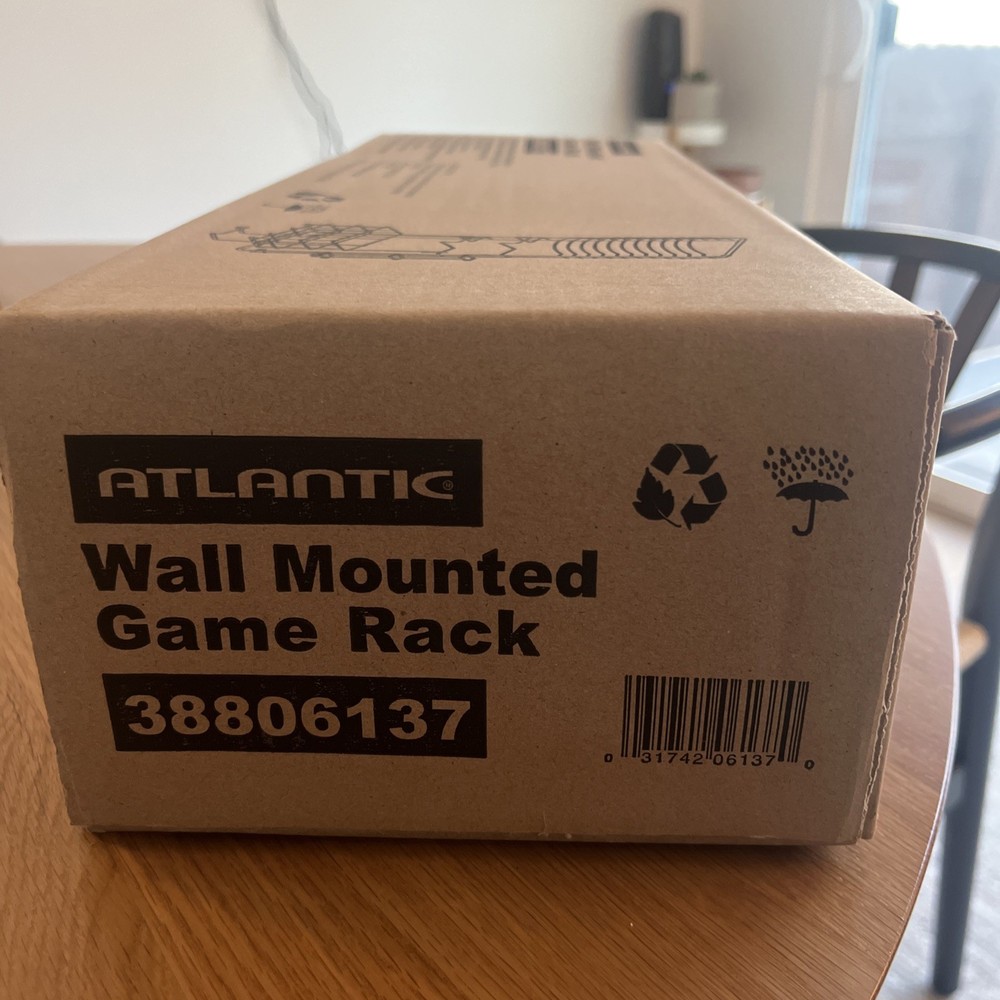 ATLANTIC®
Wall Mounted
Game Rack
38806137
0 31742 06137 0